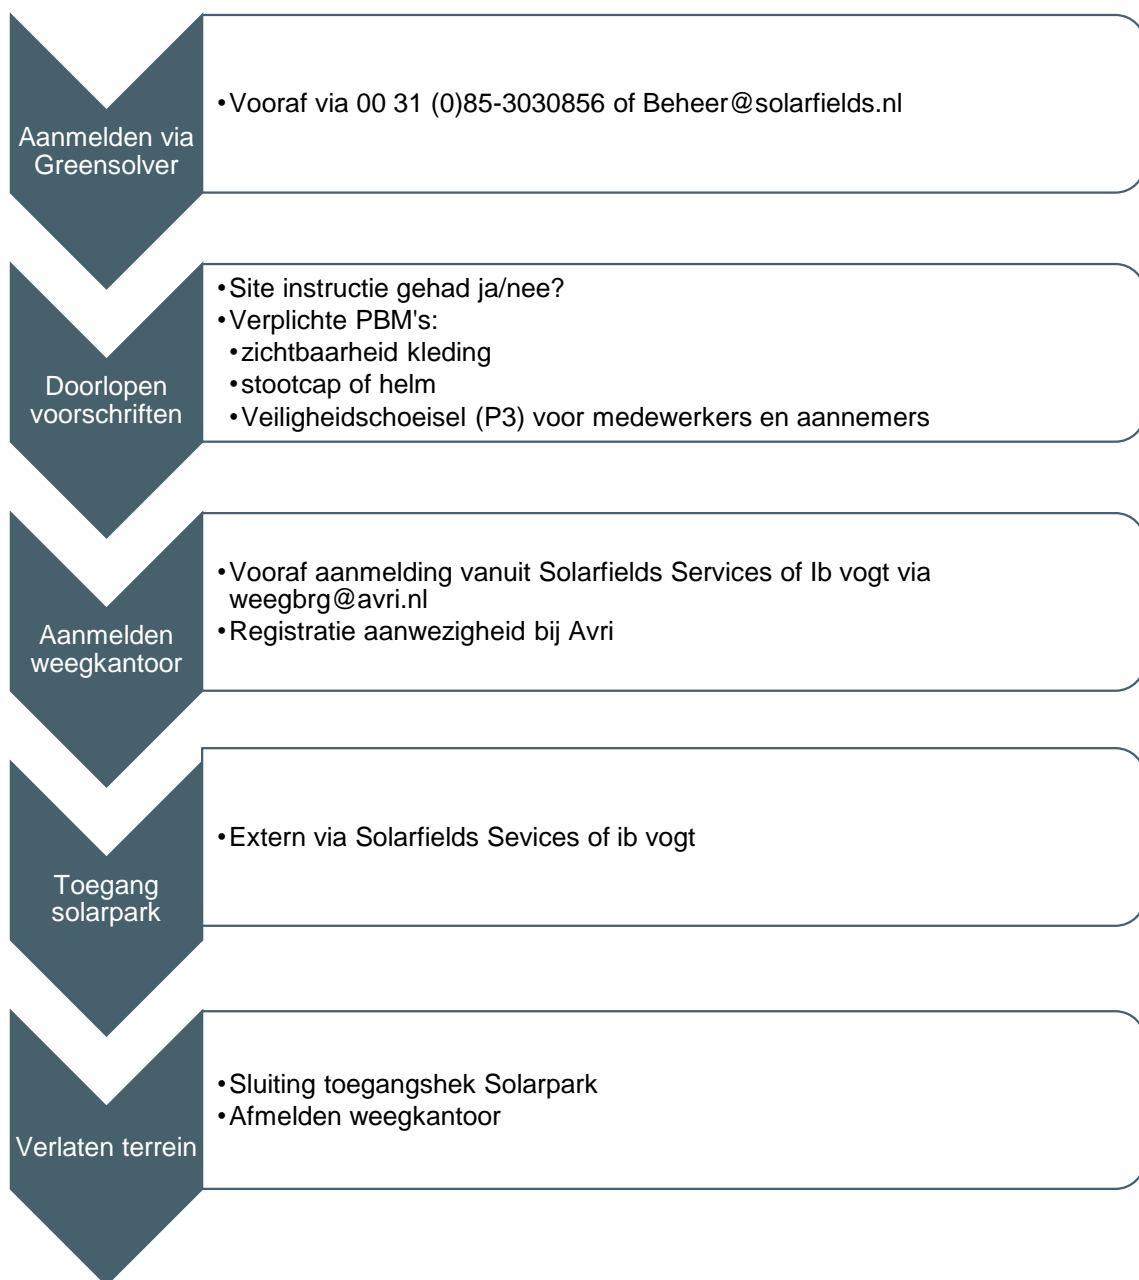 Aanmelden via
Greensolver
•Vooraf via 00 31 (0)85-3030856 of Beheer@solarfields.nl
Doorlopen
voorschriften
•Site instructie gehad ja/nee?
•Verplichte PBM's:
•zichtbaarheid kleding
•stootcap of helm
•Veiligheidschoeisel (P3) voor medewerkers en aannemers
Aanmelden
weegkantoor
•Vooraf aanmelding vanuit Solarfields Services of Ib vogt via
weegbrg@avri.nl
•Registratie aanwezigheid bij Avri
Toegang
solarpark
•Extern via Solarfields Sevices of ib vogt
Verlaten terrein
•Sluiting toegangshek Solarpark
•Afmelden weegkantoor